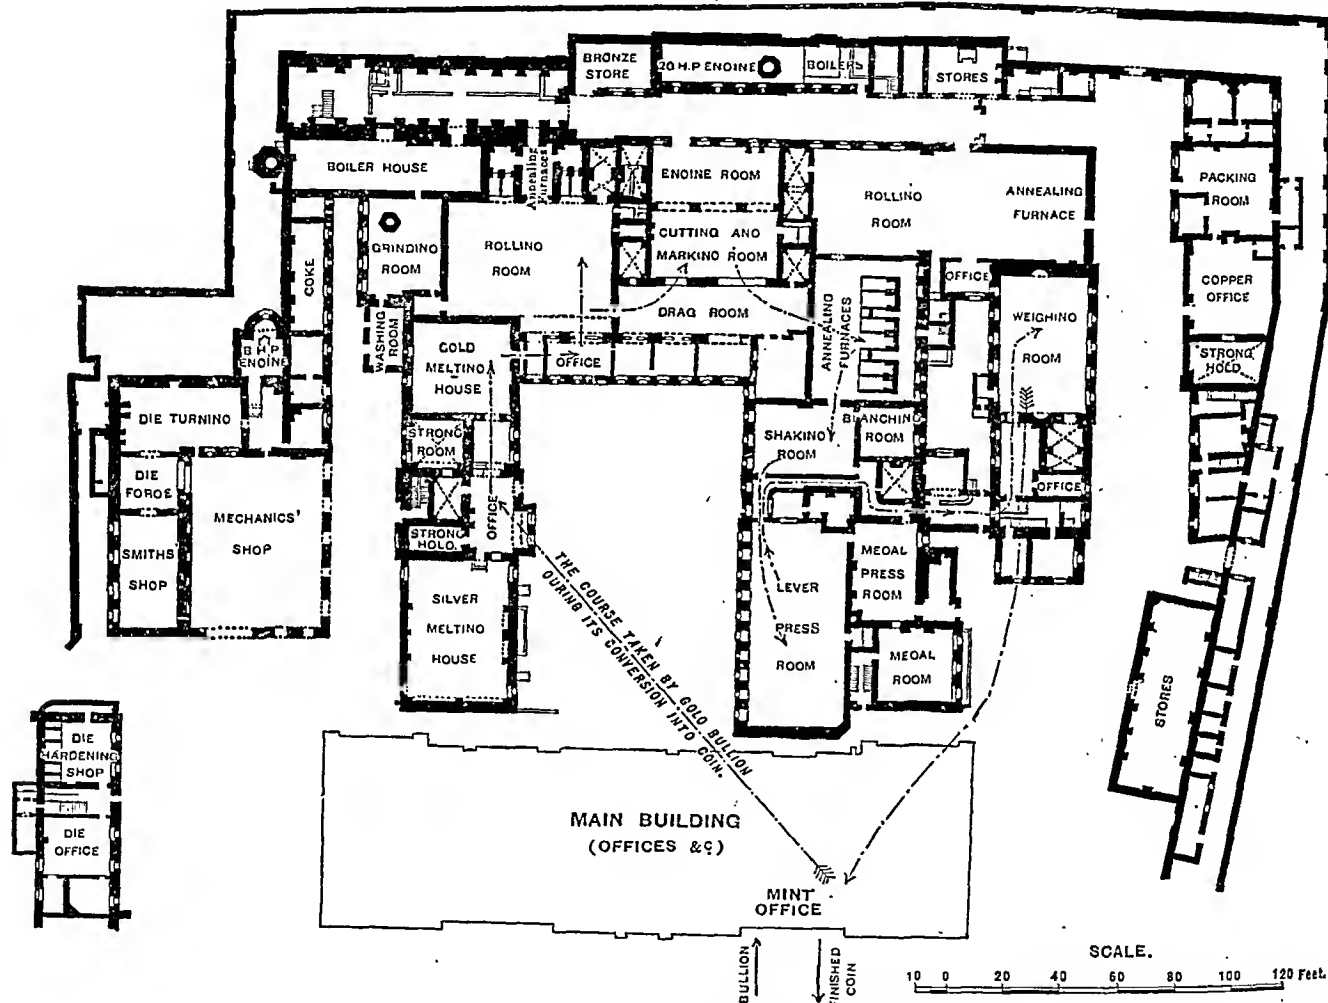 BRONZE
STORE
20 H.P ENGINE
BOILERS
STORES
BOILER HOUSE
Annealing
Furnaces
ENGINE ROOM
ROLLING
ROOM
ANNEALING
FURNACE
PACKING
ROOM
GRINDING
ROOM
ROLLING
ROOM
CUTTING AND
MARKING ROOM
COKE
OFFICE
COPPER
OFFICE
WASHING
ROOM
DRAG ROOM
ANNEALING
FURNACES
WEIGHING
ROOM
8 H.P
ENGINE
GOLD
MELTING
HOUSE
OFFICE
STRONG
HOLD
DIE TURNING
STRONG
ROOM
SHAKING
ROOM
BLANCHING
ROOM
DIE
FORGE
MECHANICS'
SHOP
OFFICE
OFFICE
STRONG
HOLD.
SMITHS'
SHOP
SILVER
MELTING
HOUSE
LEVER
PRESS
ROOM
MEDAL
PRESS
ROOM
MEDAL
ROOM
STORES
THE COURSE TAKEN BY GOLD BULLION
DURING ITS CONVERSION INTO COIN.
DIE
HARDENING
SHOP
DIE
OFFICE
MAIN BUILDING
(OFFICES &c)
MINT
OFFICE
BULLION
FINISHED
COIN
SCALE.
10 0 20 40 60 80 100 120 Feet.